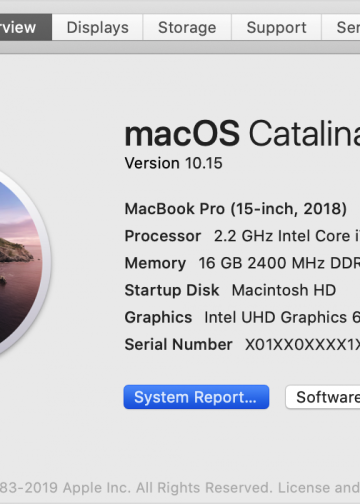 rview Displays Storage Support Ser
macOS Catalina
Version 10.15
MacBook Pro (15-inch, 2018)
Processor 2.2 GHz Intel Core i
Memory 16 GB 2400 MHz DDR
Startup Disk Macintosh HD
Graphics Intel UHD Graphics 6
Serial Number X01XX0XXXX1X
System Report... Software
83-2019 Apple Inc. All Rights Reserved. License and